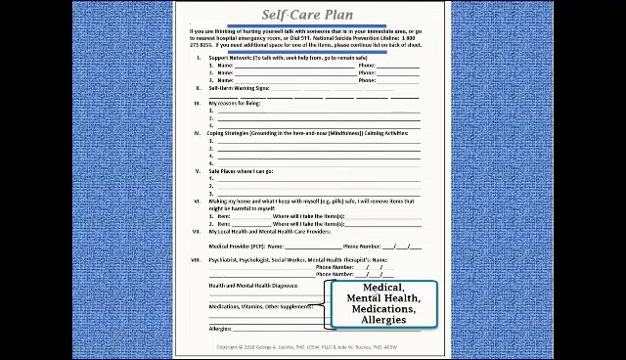 Self-Care Plan
If you are thinking of hurting yourself talk with someone that is in your immediate area, or go
to nearest hospital emergency room, or Dial 911. National Suicide Prevention Lifeline: 1 800
273 8255. If you need additional space for one of the items, please continue list on back of sheet.
I. Support Network: (To talk with, seek help from, go to remain safe)
1. Name: Phone:
2. Name: Phone:
3. Name: Phone:
II. Self-Harm Warning Signs:
III. My reasons for living:
1.
2.
3.
IV. Coping Strategies (Grounding in the here-and-now [Mindfulness]) Calming Activities:
1.
2.
3.
4.
V. Safe Places where I can go:
1.
2.
3.
VI. Making my home and what I keep with myself [e.g. pills] safe, I will remove items that
might be harmful to myself:
1. Item: Where will I take the item(s):
2. Item: Where will I take the item(s):
VII. My Local Health and Mental Health Care Providers:
Medical Provider (PCP): Name: Phone Number: / /
VIII. Psychiatrist, Psychologist, Social Worker, Mental Health Therapist's: Name:
Phone Number: / /
Phone Number: / /
Health and Mental Health Diagnoses:
Medications, Vitamins, Other Supplements:
Allergies:
Medical,
Mental Health,
Medications,
Allergies